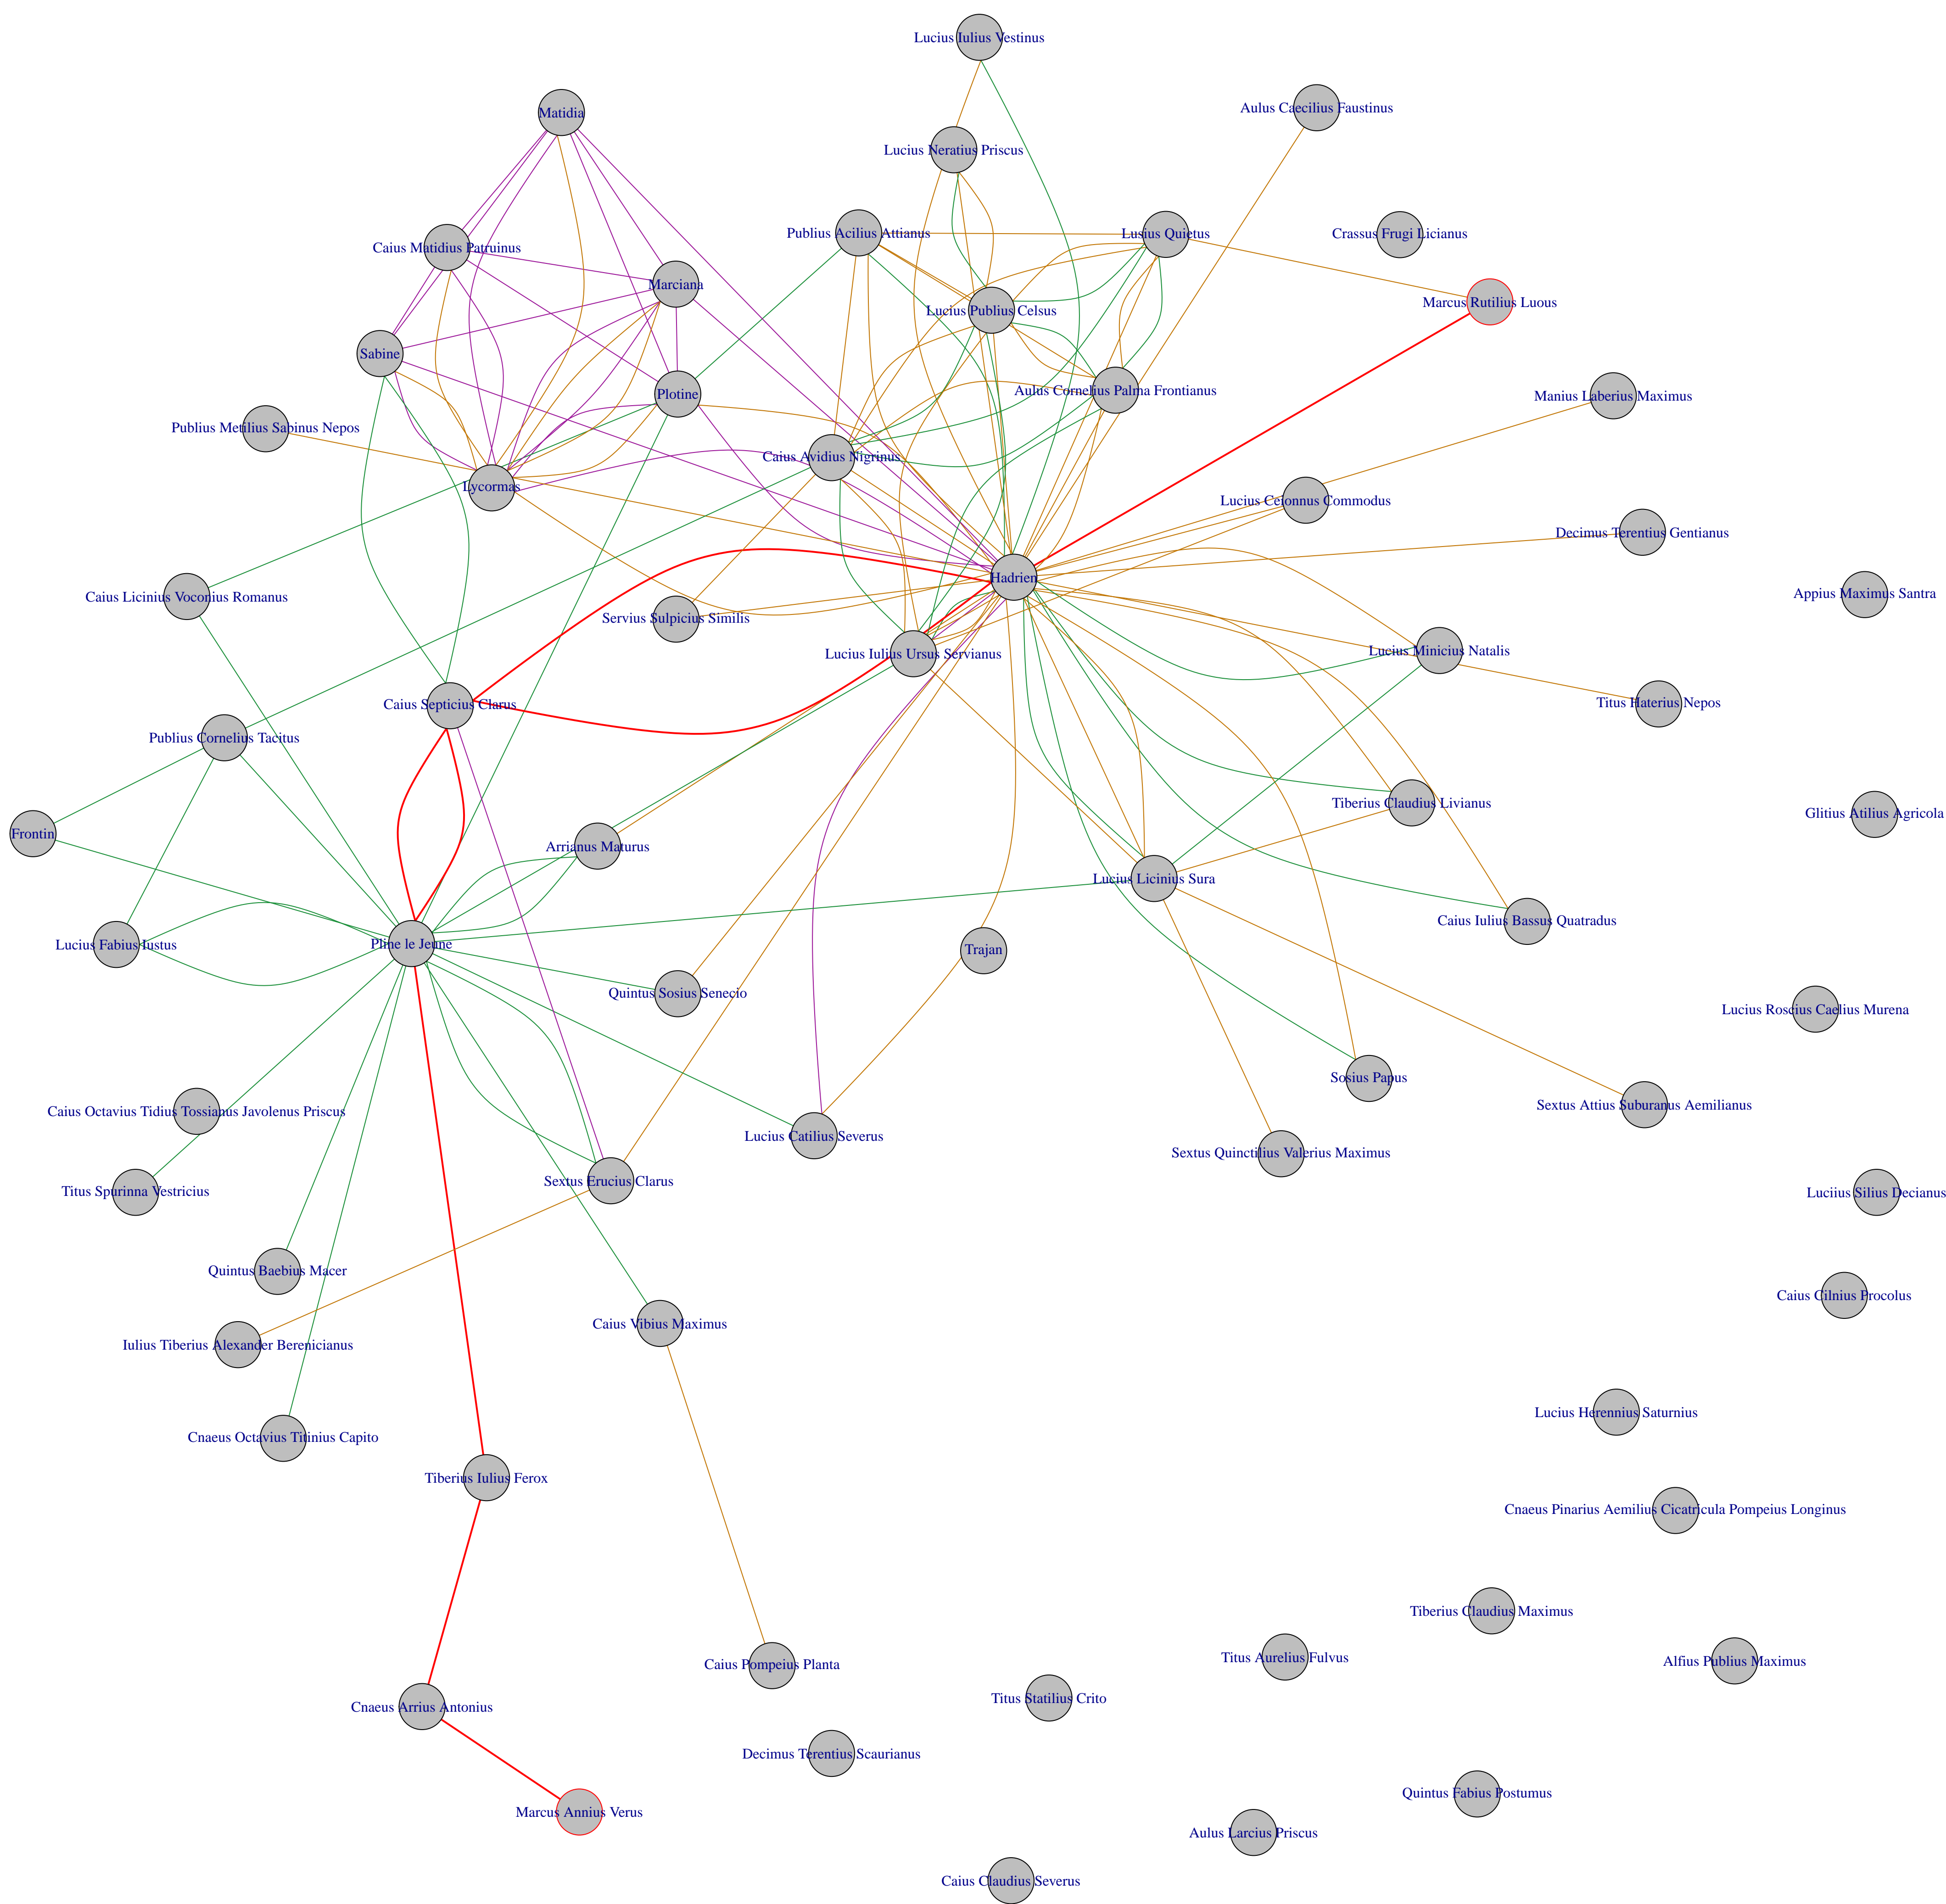 Lucius Iulius Vestinus
Aulus Caecilius Faustinus
Matidia
Lucius Neratius Priscus
Publius Acilius Attianus
Lusius Quietus
Crassus Frugi Licianus
Caius Matidius Patruinus
Marciana
Marcus Rutilius Luous
Lucius Publius Celsus
Sabine
Plotine
Aulus Cornelius Palma Frontianus
Manius Laberius Maximus
Publius Metilius Sabinus Nepos
Caius Avidius Nigrinus
Lycormas
Lucius Ceionnus Commodus
Decimus Terentius Gentianus
Hadrien
Appius Maximus Santra
Caius Licinius Voconius Romanus
Servius Sulpicius Similis
Lucius Iulius Ursus Servianus
Lucius Minicius Natalis
Titus Haterius Nepos
Caius Septicius Clarus
Publius Cornelius Tacitus
Tiberius Claudius Livianus
Glitius Atilius Agricola
Frontin
Arrianus Maturus
Lucius Licinius Sura
Caius Iulius Bassus Quatradus
Lucius Fabius Iustus
Pline le Jeune
Trajan
Quintus Sosius Senecio
Lucius Roscius Caelius Murena
Sosius Papus
Sextus Attius Suburanus Aemilianus
Caius Octavius Tidius Tossianus Javolenus Priscus
Lucius Catilius Severus
Sextus Quinctilius Valerius Maximus
Sextus Erucius Clarus
Titus Spurinna Vestricius
Luciius Silius Decianus
Quintus Baebius Macer
Caius Cilnius Procolus
Caius Vibius Maximus
Iulius Tiberius Alexander Berenicianus
Lucius Herennius Saturnius
Cnaeus Octavius Titinius Capito
Tiberius Iulius Ferox
Cnaeus Pinarius Aemilius Cicatricula Pompeius Longinus
Tiberius Claudius Maximus
Titus Aurelius Fulvus
Alfius Publius Maximus
Caius Pompeius Planta
Titus Statilius Crito
Cnaeus Arrius Antonius
Decimus Terentius Scaurianus
Quintus Fabius Postumus
Marcus Annius Verus
Aulus Larcius Priscus
Caius Claudius Severus